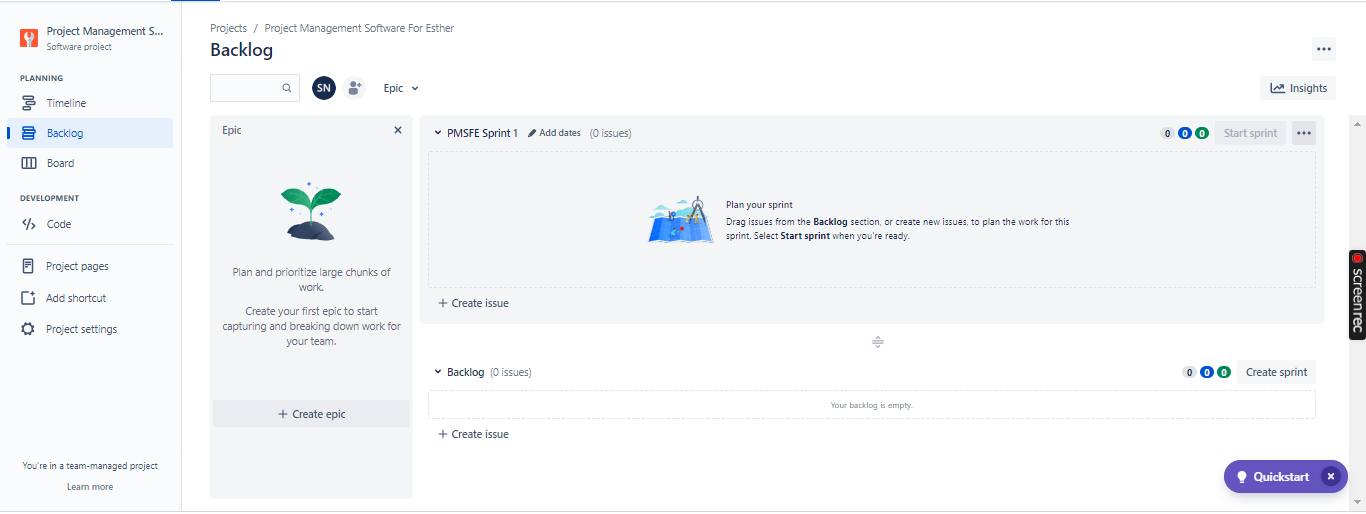 Project Management S...
Software project
PLANNING
Timeline
Backlog
Board
DEVELOPMENT
Code
Project pages
Add shortcut
Project settings
You're in a team-managed project
Learn more
Projects / Project Management Software For Esther
Backlog
SN
Epic
Insights
Epic
Plan and prioritize large chunks of
work.
Create your first epic to start
capturing and breaking down work for
your team.
+ Create epic
PMSFE Sprint 1 Add dates (0 issues)
0 0 0 Start sprint
Plan your sprint
Drag issues from the Backlog section, or create new issues, to plan the work for this
sprint. Select Start sprint when you're ready.
+ Create issue
Backlog (0 issues)
0 0 0 Create sprint
Your backlog is empty.
+ Create issue
Quickstart
screenrec